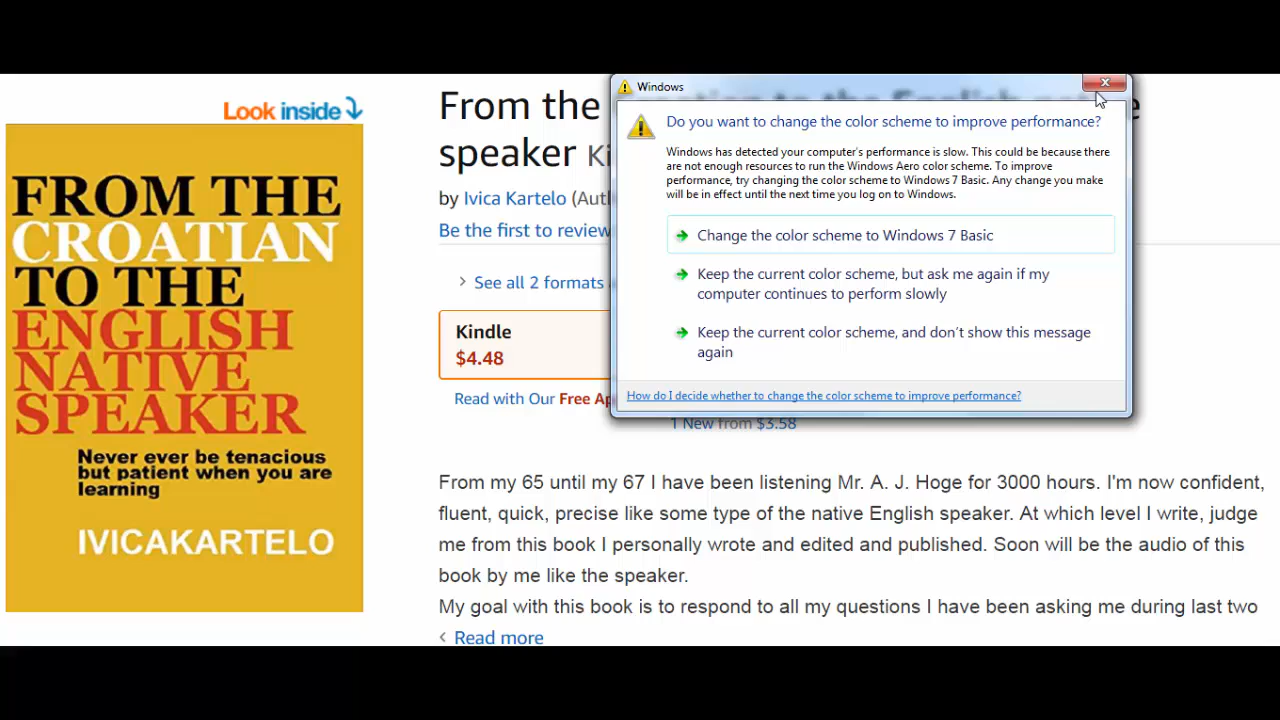 Look inside
FROM THE
CROATIAN
TO THE
ENGLISH
NATIVE
SPEAKER
Never ever be tenacious
but patient when you are
learning
IVICAKARTELO
From the
speaker
by Ivica Kartelo
Be the first to review
See all 2 formats
Kindle
$4.48
Read with Our Free
1 New from $3.58
From my 65 until my 67 I have been listening Mr. A. J. Hoge for 3000 hours. I'm now confident,
fluent, quick, precise like some type of the native English speaker. At which level I write, judge
me from this book I personally wrote and edited and published. Soon will be the audio of this
book by me like the speaker.
My goal with this book is to respond to all my questions I have been asking me during last two
Read more
Windows
Do you want to change the color scheme to improve performance?
Windows has detected your computer's performance is slow. This could be because there
are not enough resources to run the Windows Aero color scheme. To improve
performance, try changing the color scheme to Windows 7 Basic. Any change you make
will be in effect until the next time you log on to Windows.
Change the color scheme to Windows 7 Basic
Keep the current color scheme, but ask me again if my
computer continues to perform slowly
Keep the current color scheme, and don't show this message
again
How do I decide whether to change the color scheme to improve performance?